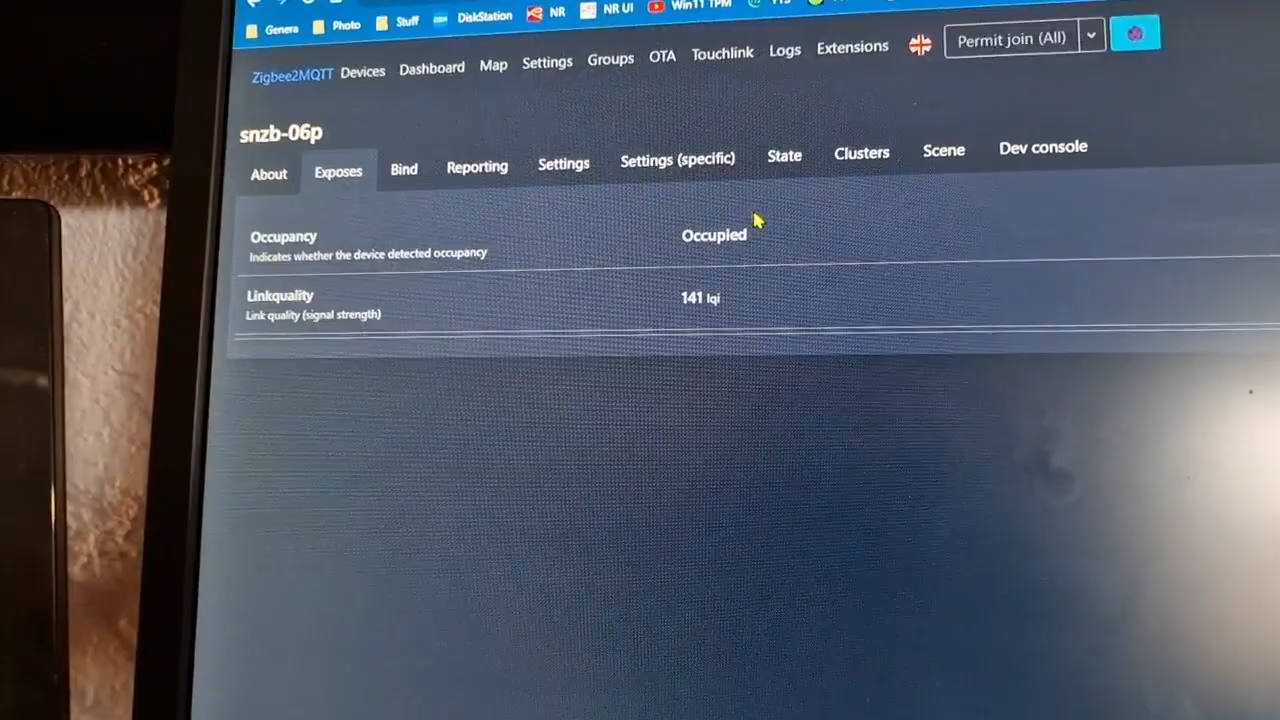 Genera Photo Stuff DiskStation NR NR UI Win11 TPM
Zigbee2MQTT Devices Dashboard Map Settings Groups OTA Touchlink Logs Extensions Permit join (All)
snzb-06p
About Exposes Bind Reporting Settings Settings (specific) State Clusters Scene Dev console
Occupancy Occupied
Indicates whether the device detected occupancy
Linkquality 141 lqi
Link quality (signal strength)